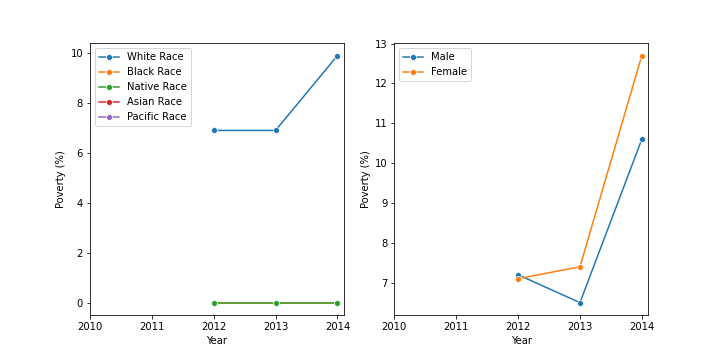 White Race
Black Race
Native Race
Asian Race
Pacific Race
10
8
6
4
2
0
Poverty (%)
2010 2011 2012 2013 2014
Year
Male
Female
13
12
11
10
9
8
7
Poverty (%)
2010 2011 2012 2013 2014
Year